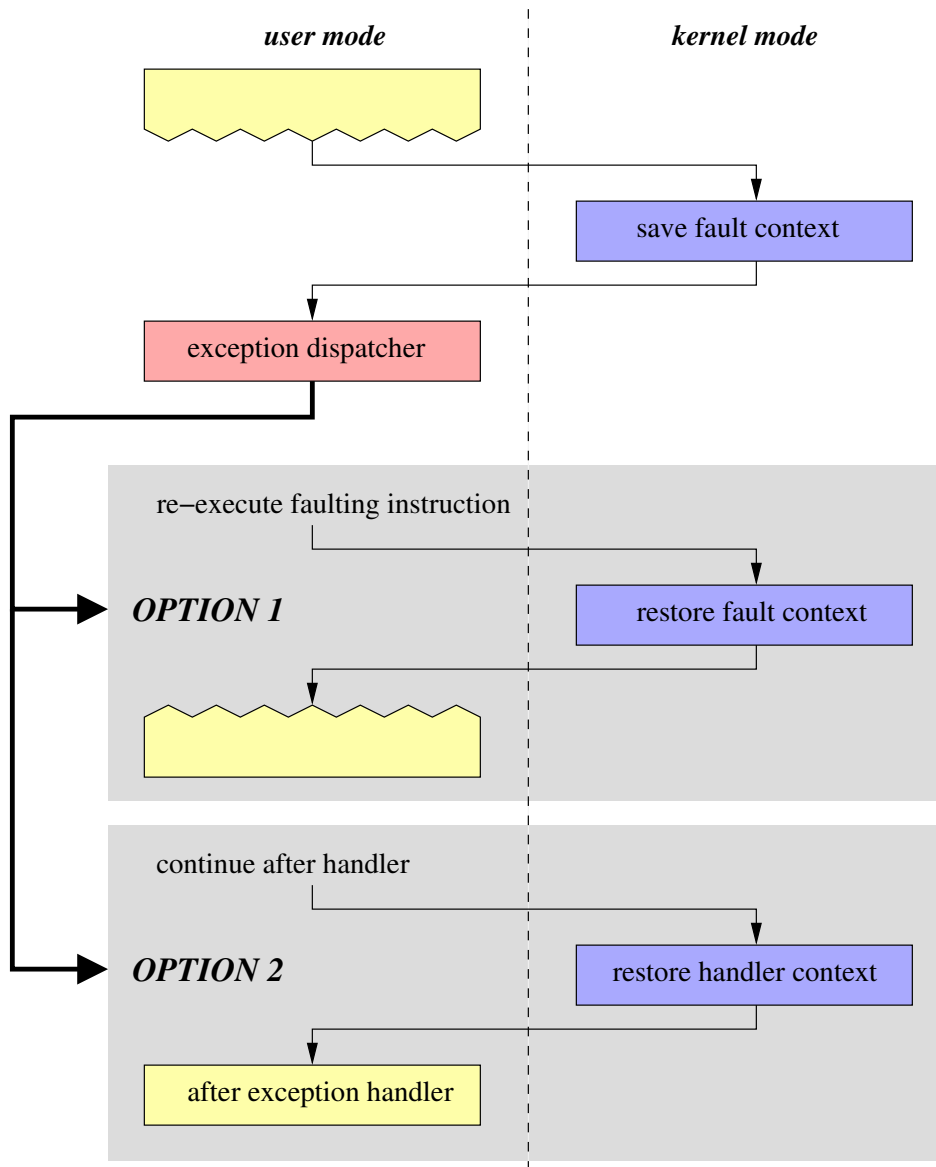 user mode
kernel mode
save fault context
exception dispatcher
re−execute faulting instruction
OPTION 1
restore fault context
continue after handler
OPTION 2
restore handler context
after exception handler